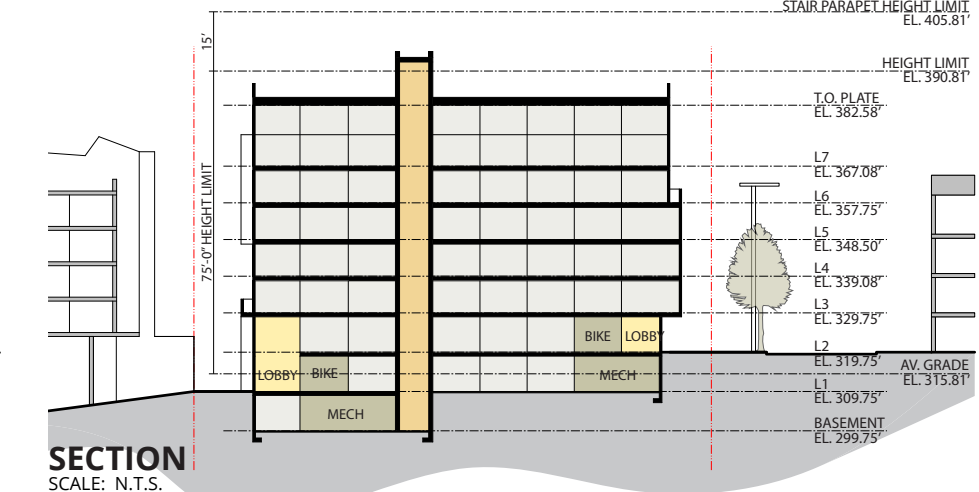 STAIR PARAPET HEIGHT LIMIT
EL. 405.81'
15'
HEIGHT LIMIT
EL. 390.81'
T.O. PLATE
EL. 382.58'
L7
EL. 367.08'
75'-0" HEIGHT LIMIT
L6
EL. 357.75'
L5
EL. 348.50'
L4
EL. 339.08'
L3
EL. 329.75'
BIKE
LOBBY
L2
EL. 319.75'
AV. GRADE
EL. 315.81'
LOBBY
BIKE
MECH
L1
EL. 309.75'
MECH
BASEMENT
EL. 299.75'
SECTION
SCALE: N.T.S.